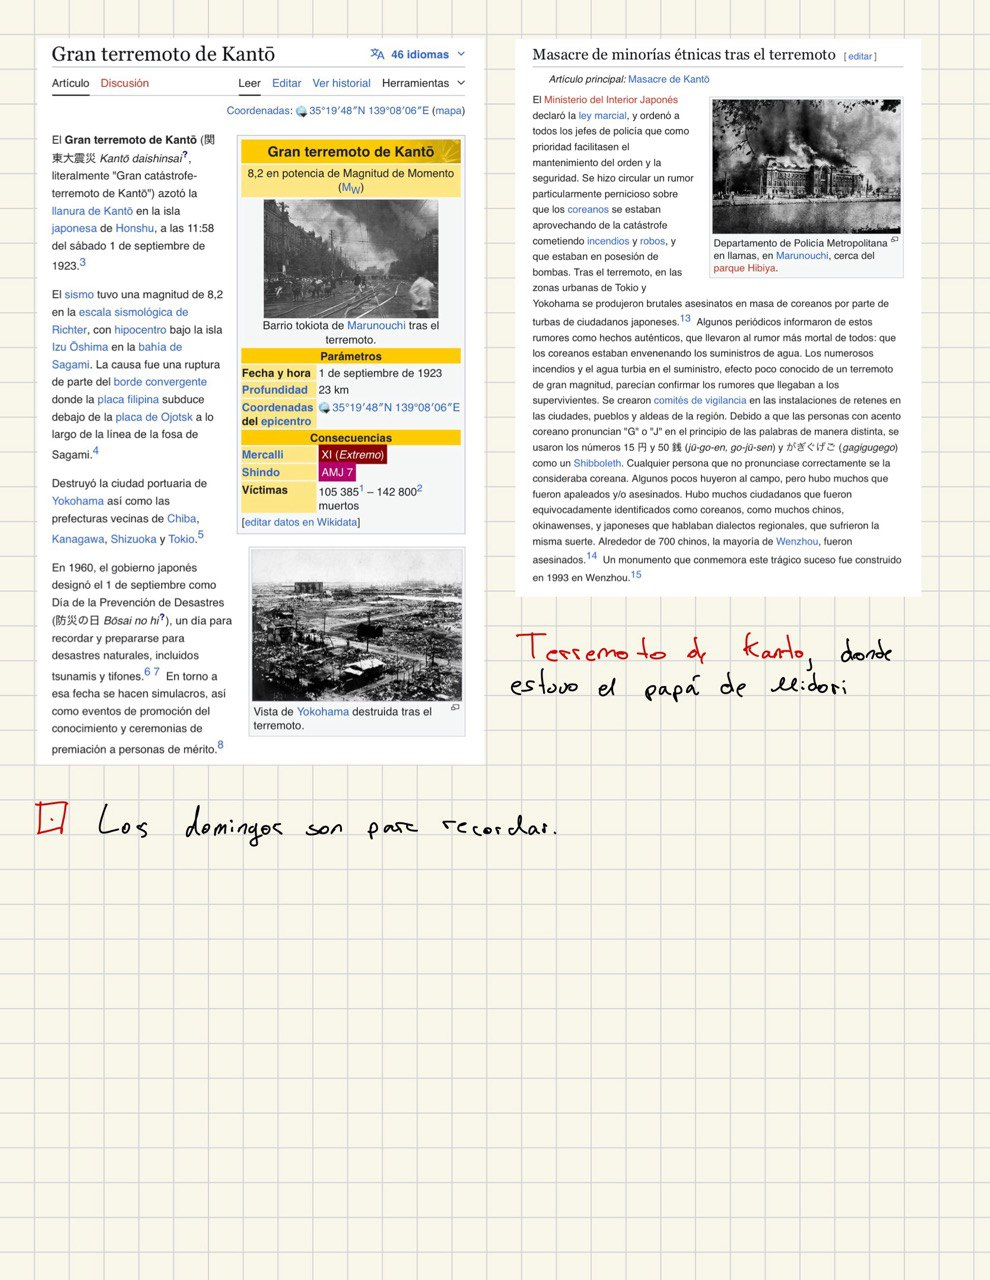 Gran terremoto de Kantō
46 idiomas
Artículo Discusión Leer Editar Ver historial Herramientas
Coordenadas: 35°19′48″N 139°08′06″E (mapa)
El Gran terremoto de Kantō (関
東大震災 Kantō daishinsai?,
literalmente "Gran catástrofe-
terremoto de Kantō") azotó la
llanura de Kantō en la isla
japonesa de Honshu, a las 11:58
del sábado 1 de septiembre de
1923.3
El sismo tuvo una magnitud de 8,2
en la escala sismológica de
Richter, con hipocentro bajo la isla
Izu Ōshima en la bahía de
Sagami. La causa fue una ruptura
de parte del borde convergente
donde la placa filipina subduce
debajo de la placa de Ojotsk a lo
largo de la línea de la fosa de
Sagami.4
Destruyó la ciudad portuaria de
Yokohama así como las
prefecturas vecinas de Chiba,
Kanagawa, Shizuoka y Tokio.5
En 1960, el gobierno japonés
designó el 1 de septiembre como
Día de la Prevención de Desastres
(防災の日 Bōsai no hi?), un día para
recordar y prepararse para
desastres naturales, incluidos
tsunamis y tifones.6 7 En torno a
esa fecha se hacen simulacros, así
como eventos de promoción del
conocimiento y ceremonias de
premiación a personas de mérito.8
Gran terremoto de Kantō
8,2 en potencia de Magnitud de Momento
(MW)
Barrio tokiota de Marunouchi tras el
terremoto.
Parámetros
Fecha y hora 1 de septiembre de 1923
Profundidad 23 km
Coordenadas 35°19′48″N 139°08′06″E
del epicentro
Consecuencias
Mercalli XI (Extremo)
Shindo AMJ 7
Víctimas 105 3851 – 142 8002
muertos
[editar datos en Wikidata]
Vista de Yokohama destruida tras el
terremoto.
Masacre de minorías étnicas tras el terremoto [ editar ]
Artículo principal: Masacre de Kantō
El Ministerio del Interior Japonés
declaró la ley marcial, y ordenó a
todos los jefes de policía que como
prioridad facilitasen el
mantenimiento del orden y la
seguridad. Se hizo circular un rumor
particularmente pernicioso sobre
que los coreanos se estaban
aprovechando de la catástrofe
cometiendo incendios y robos, y
que estaban en posesión de
bombas. Tras el terremoto, en las
zonas urbanas de Tokio y
Yokohama se produjeron brutales asesinatos en masa de coreanos por parte de
turbas de ciudadanos japoneses.13 Algunos periódicos informaron de estos
rumores como hechos auténticos, que llevaron al rumor más mortal de todos: que
los coreanos estaban envenenando los suministros de agua. Los numerosos
incendios y el agua turbia en el suministro, efecto poco conocido de un terremoto
de gran magnitud, parecían confirmar los rumores que llegaban a los
supervivientes. Se crearon comités de vigilancia en las instalaciones de retenes en
las ciudades, pueblos y aldeas de la región. Debido a que las personas con acento
coreano pronuncian "G" o "J" en el principio de las palabras de manera distinta, se
usaron los números 15 円 y 50 銭 (jū-go-en, go-jū-sen) y がぎぐげご (gagigugego)
como un Shibboleth. Cualquier persona que no pronunciase correctamente se la
consideraba coreana. Algunos pocos huyeron al campo, pero hubo muchos que
fueron apaleados y/o asesinados. Hubo muchos ciudadanos que fueron
equivocadamente identificados como coreanos, como muchos chinos,
okinawenses, y japoneses que hablaban dialectos regionales, que sufrieron la
misma suerte. Alrededor de 700 chinos, la mayoría de Wenzhou, fueron
asesinados.14 Un monumento que conmemora este trágico suceso fue construido
en 1993 en Wenzhou.15
Departamento de Policía Metropolitana
en llamas, en Marunouchi, cerca del
parque Hibiya.
Terremoto de Kanto, donde
estuvo el papá de Midori
Los domingos son para recordar.